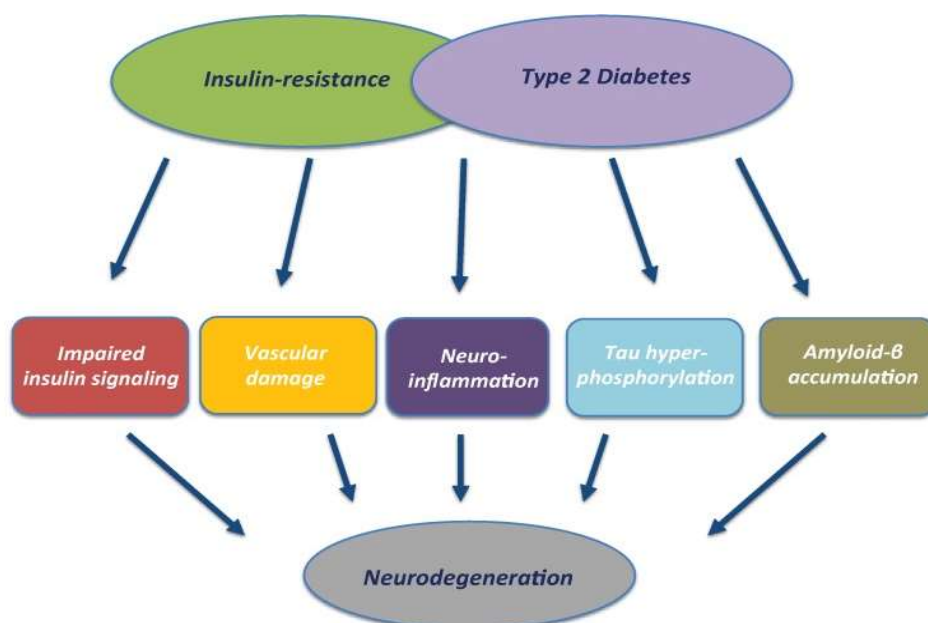 Insulin-resistance
Type 2 Diabetes
Impaired
insulin signaling
Vascular
damage
Neuro-
inflammation
Tau hyper-
phosphorylation
Amyloid-β
accumulation
Neurodegeneration